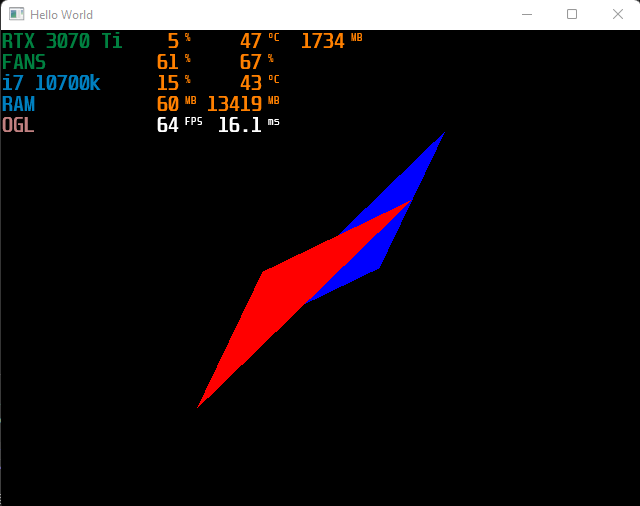 Hello World
RTX 3070 Ti 5 % 47 °C 1734 MB
FANS 61 % 67 %
i7 10700k 15 % 43 °C
RAM 60 MB 13419 MB
OGL 64 FPS 16.1 ms